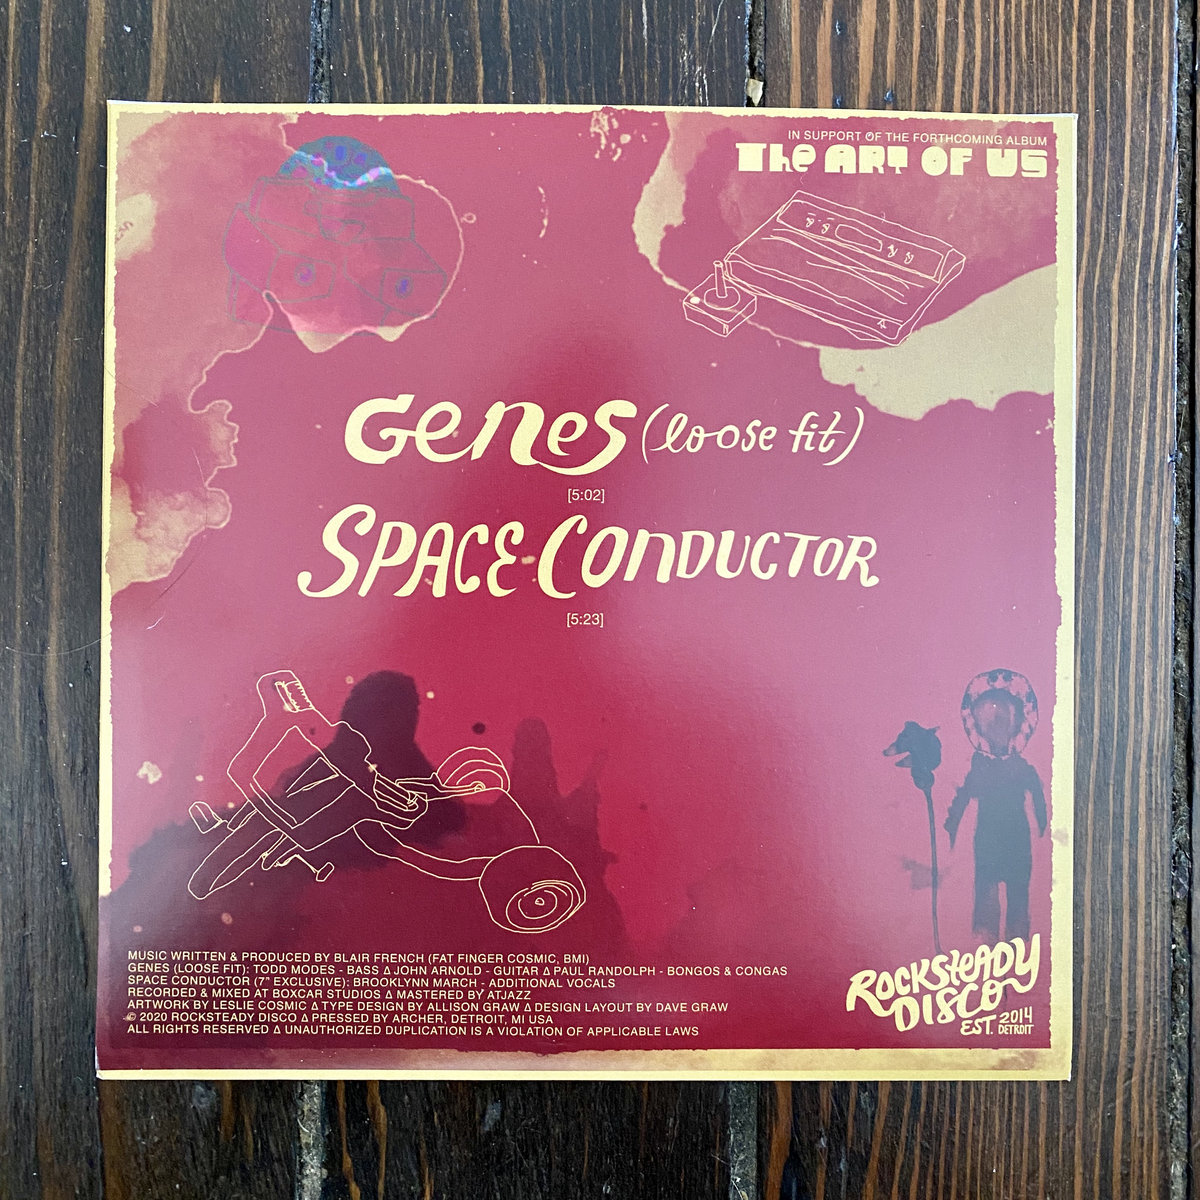 IN SUPPORT OF THE FORTHCOMING ALBUM
The ART OF US
Genes (loose fit)
[5:02]
SPACE CONDUCTOR
[5:23]
MUSIC WRITTEN & PRODUCED BY BLAIR FRENCH (FAT FINGER COSMIC, BMI)
GENES (LOOSE FIT): TODD MODES - BASS Δ JOHN ARNOLD - GUITAR Δ PAUL RANDOLPH - BONGOS & CONGAS
SPACE CONDUCTOR (7" EXCLUSIVE): BROOKLYNN MARCH - ADDITIONAL VOCALS
RECORDED & MIXED AT BOXCAR STUDIOS Δ MASTERED BY ATJAZZ
ARTWORK BY LESLIE COSMIC Δ TYPE DESIGN BY ALLISON GRAW Δ DESIGN LAYOUT BY DAVE GRAW
© 2020 ROCKSTEADY DISCO Δ PRESSED BY ARCHER, DETROIT, MI USA
ALL RIGHTS RESERVED Δ UNAUTHORIZED DUPLICATION IS A VIOLATION OF APPLICABLE LAWS
ROCKSTEADY
DISCO
EST. 2014
DETROIT